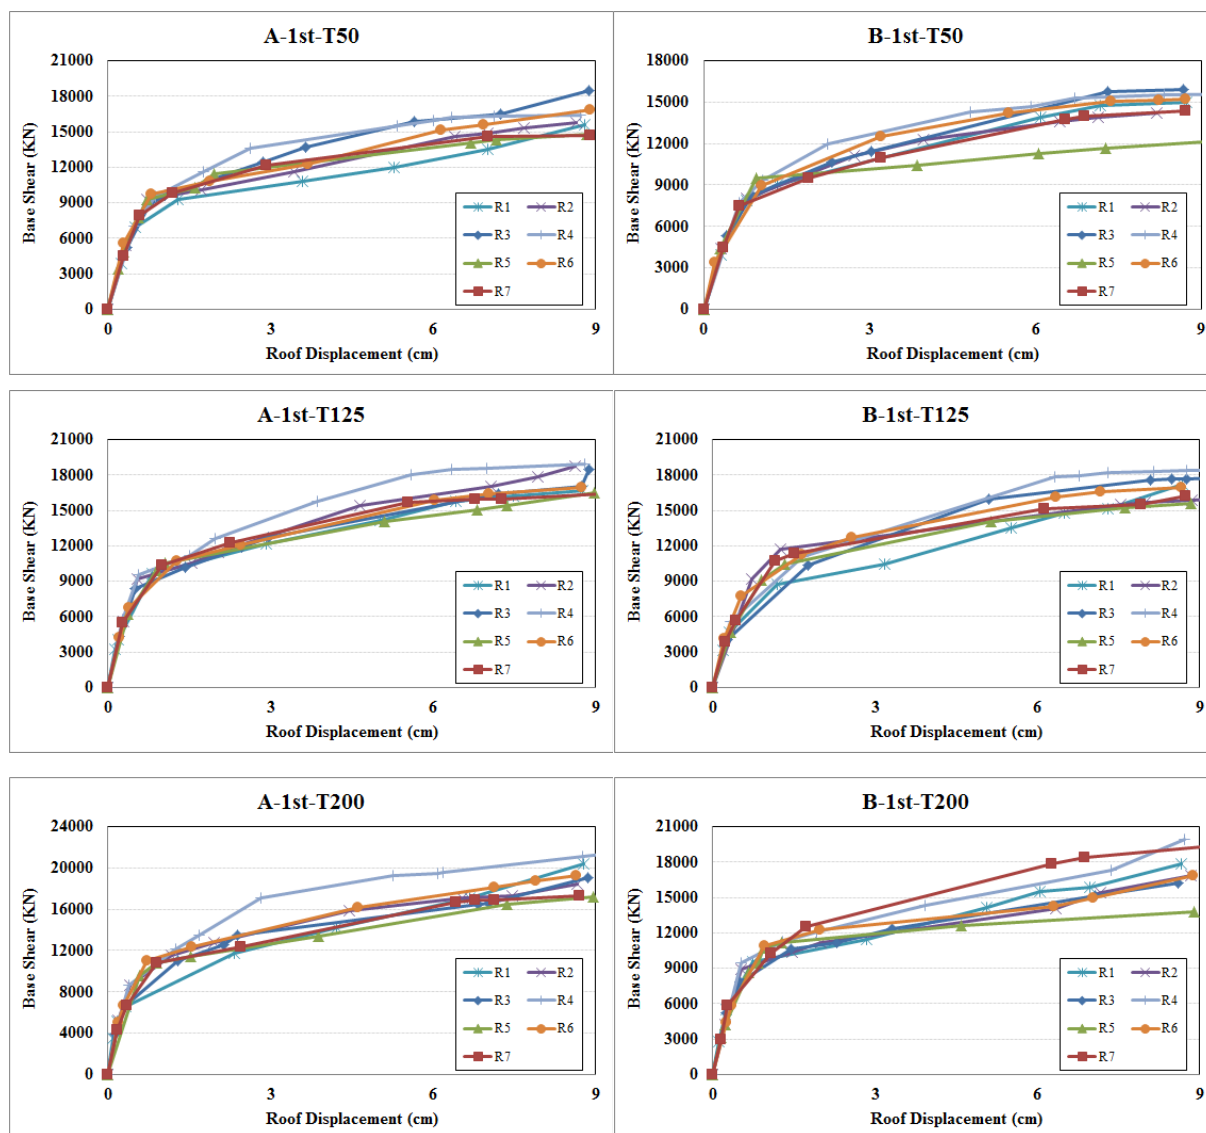 A-1st-T50
21000
18000
15000
12000
9000
6000
3000
0
Base Shear (KN)
0 3 6 9
Roof Displacement (cm)
R1 R2
R3 R4
R5 R6
R7
B-1st-T50
18000
15000
12000
9000
6000
3000
0
Base Shear (KN)
0 3 6 9
Roof Displacement (cm)
R1 R2
R3 R4
R5 R6
R7
A-1st-T125
21000
18000
15000
12000
9000
6000
3000
0
Base Shear (KN)
0 3 6 9
Roof Displacement (cm)
R1 R2
R3 R4
R5 R6
R7
B-1st-T125
21000
18000
15000
12000
9000
6000
3000
0
Base Shear (KN)
0 3 6 9
Roof Displacement (cm)
R1 R2
R3 R4
R5 R6
R7
A-1st-T200
24000
20000
16000
12000
8000
4000
0
Base Shear (KN)
0 3 6 9
Roof Displacement (cm)
R1 R2
R3 R4
R5 R6
R7
B-1st-T200
21000
18000
15000
12000
9000
6000
3000
0
Base Shear (KN)
0 3 6 9
Roof Displacement (cm)
R1 R2
R3 R4
R5 R6
R7